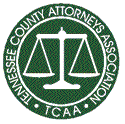 TENNESSEE COUNTY ATTORNEYS ASSOCIATION
• TCAA •